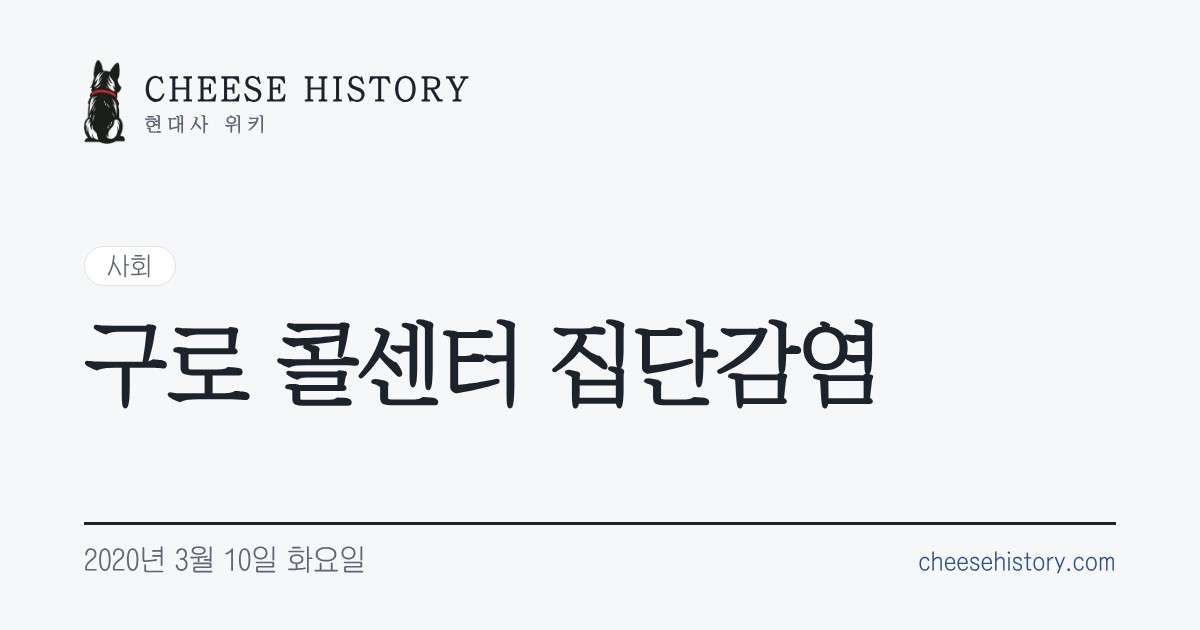 CHEESE HISTORY
현대사 위키
사회
구로 콜센터 집단감염
2020년 3월 10일 화요일
cheesehistory.com